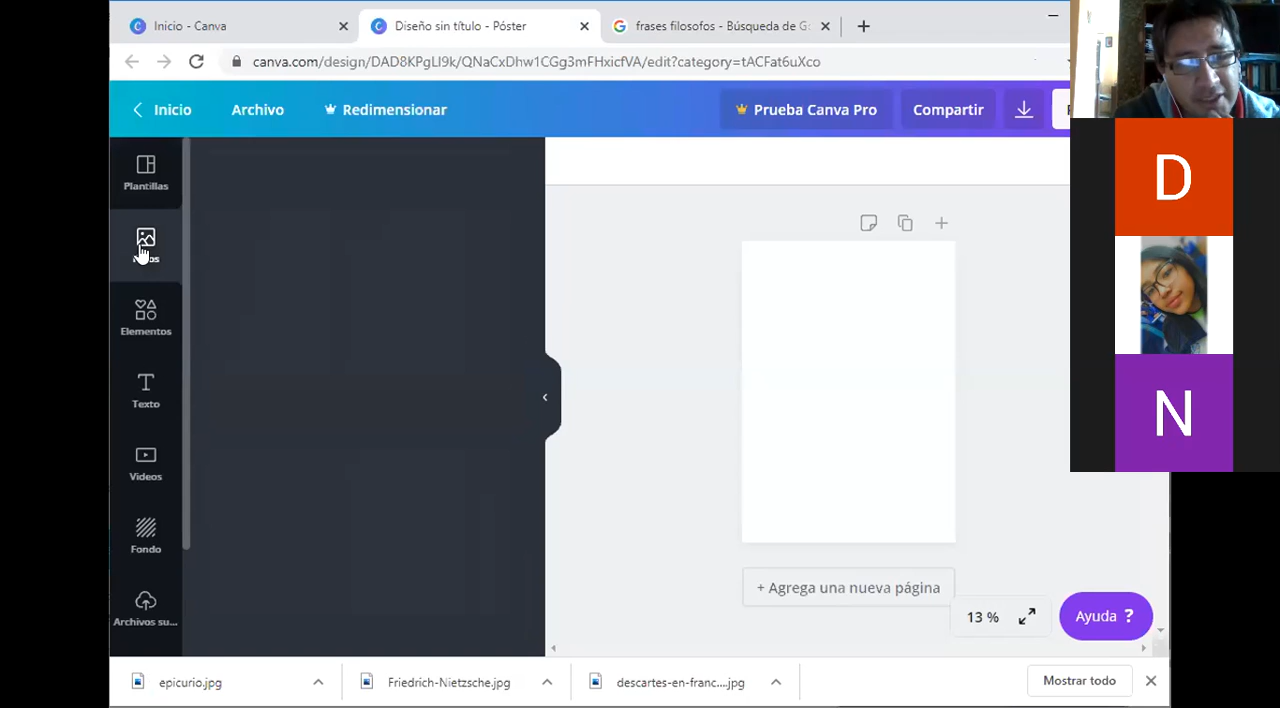 Inicio - Canva
Diseño sin título - Póster
frases filosofos - Búsqueda de Go
canva.com/design/DAD8KPgLI9k/QNaCxDhw1CGg3mFHxicfVA/edit?category=tACFat6uXco
Inicio
Archivo
Redimensionar
Prueba Canva Pro
Compartir
Plantillas
Elementos
Texto
Videos
Fondo
Archivos su...
+ Agrega una nueva página
13 %
Ayuda ?
D
N
epicurio.jpg
Friedrich-Nietzsche.jpg
descartes-en-franc....jpg
Mostrar todo